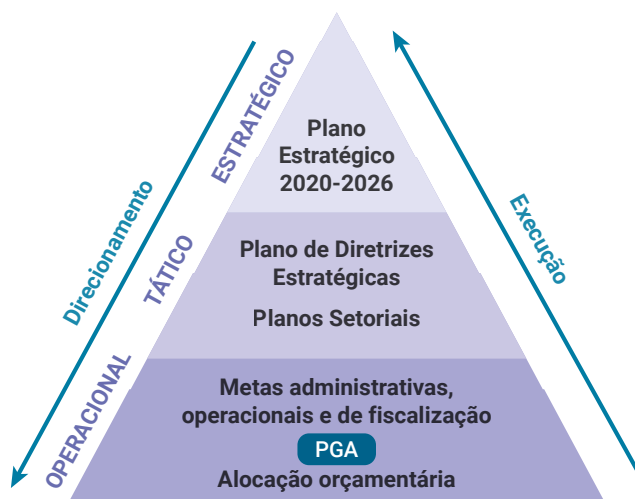 ESTRATÉGICO
Plano
Estratégico
2020-2026
Direcionamento
Execução
TÁTICO
Plano de Diretrizes
Estratégicas
Planos Setoriais
OPERACIONAL
Metas administrativas,
operacionais e de fiscalização
PGA
Alocação orçamentária